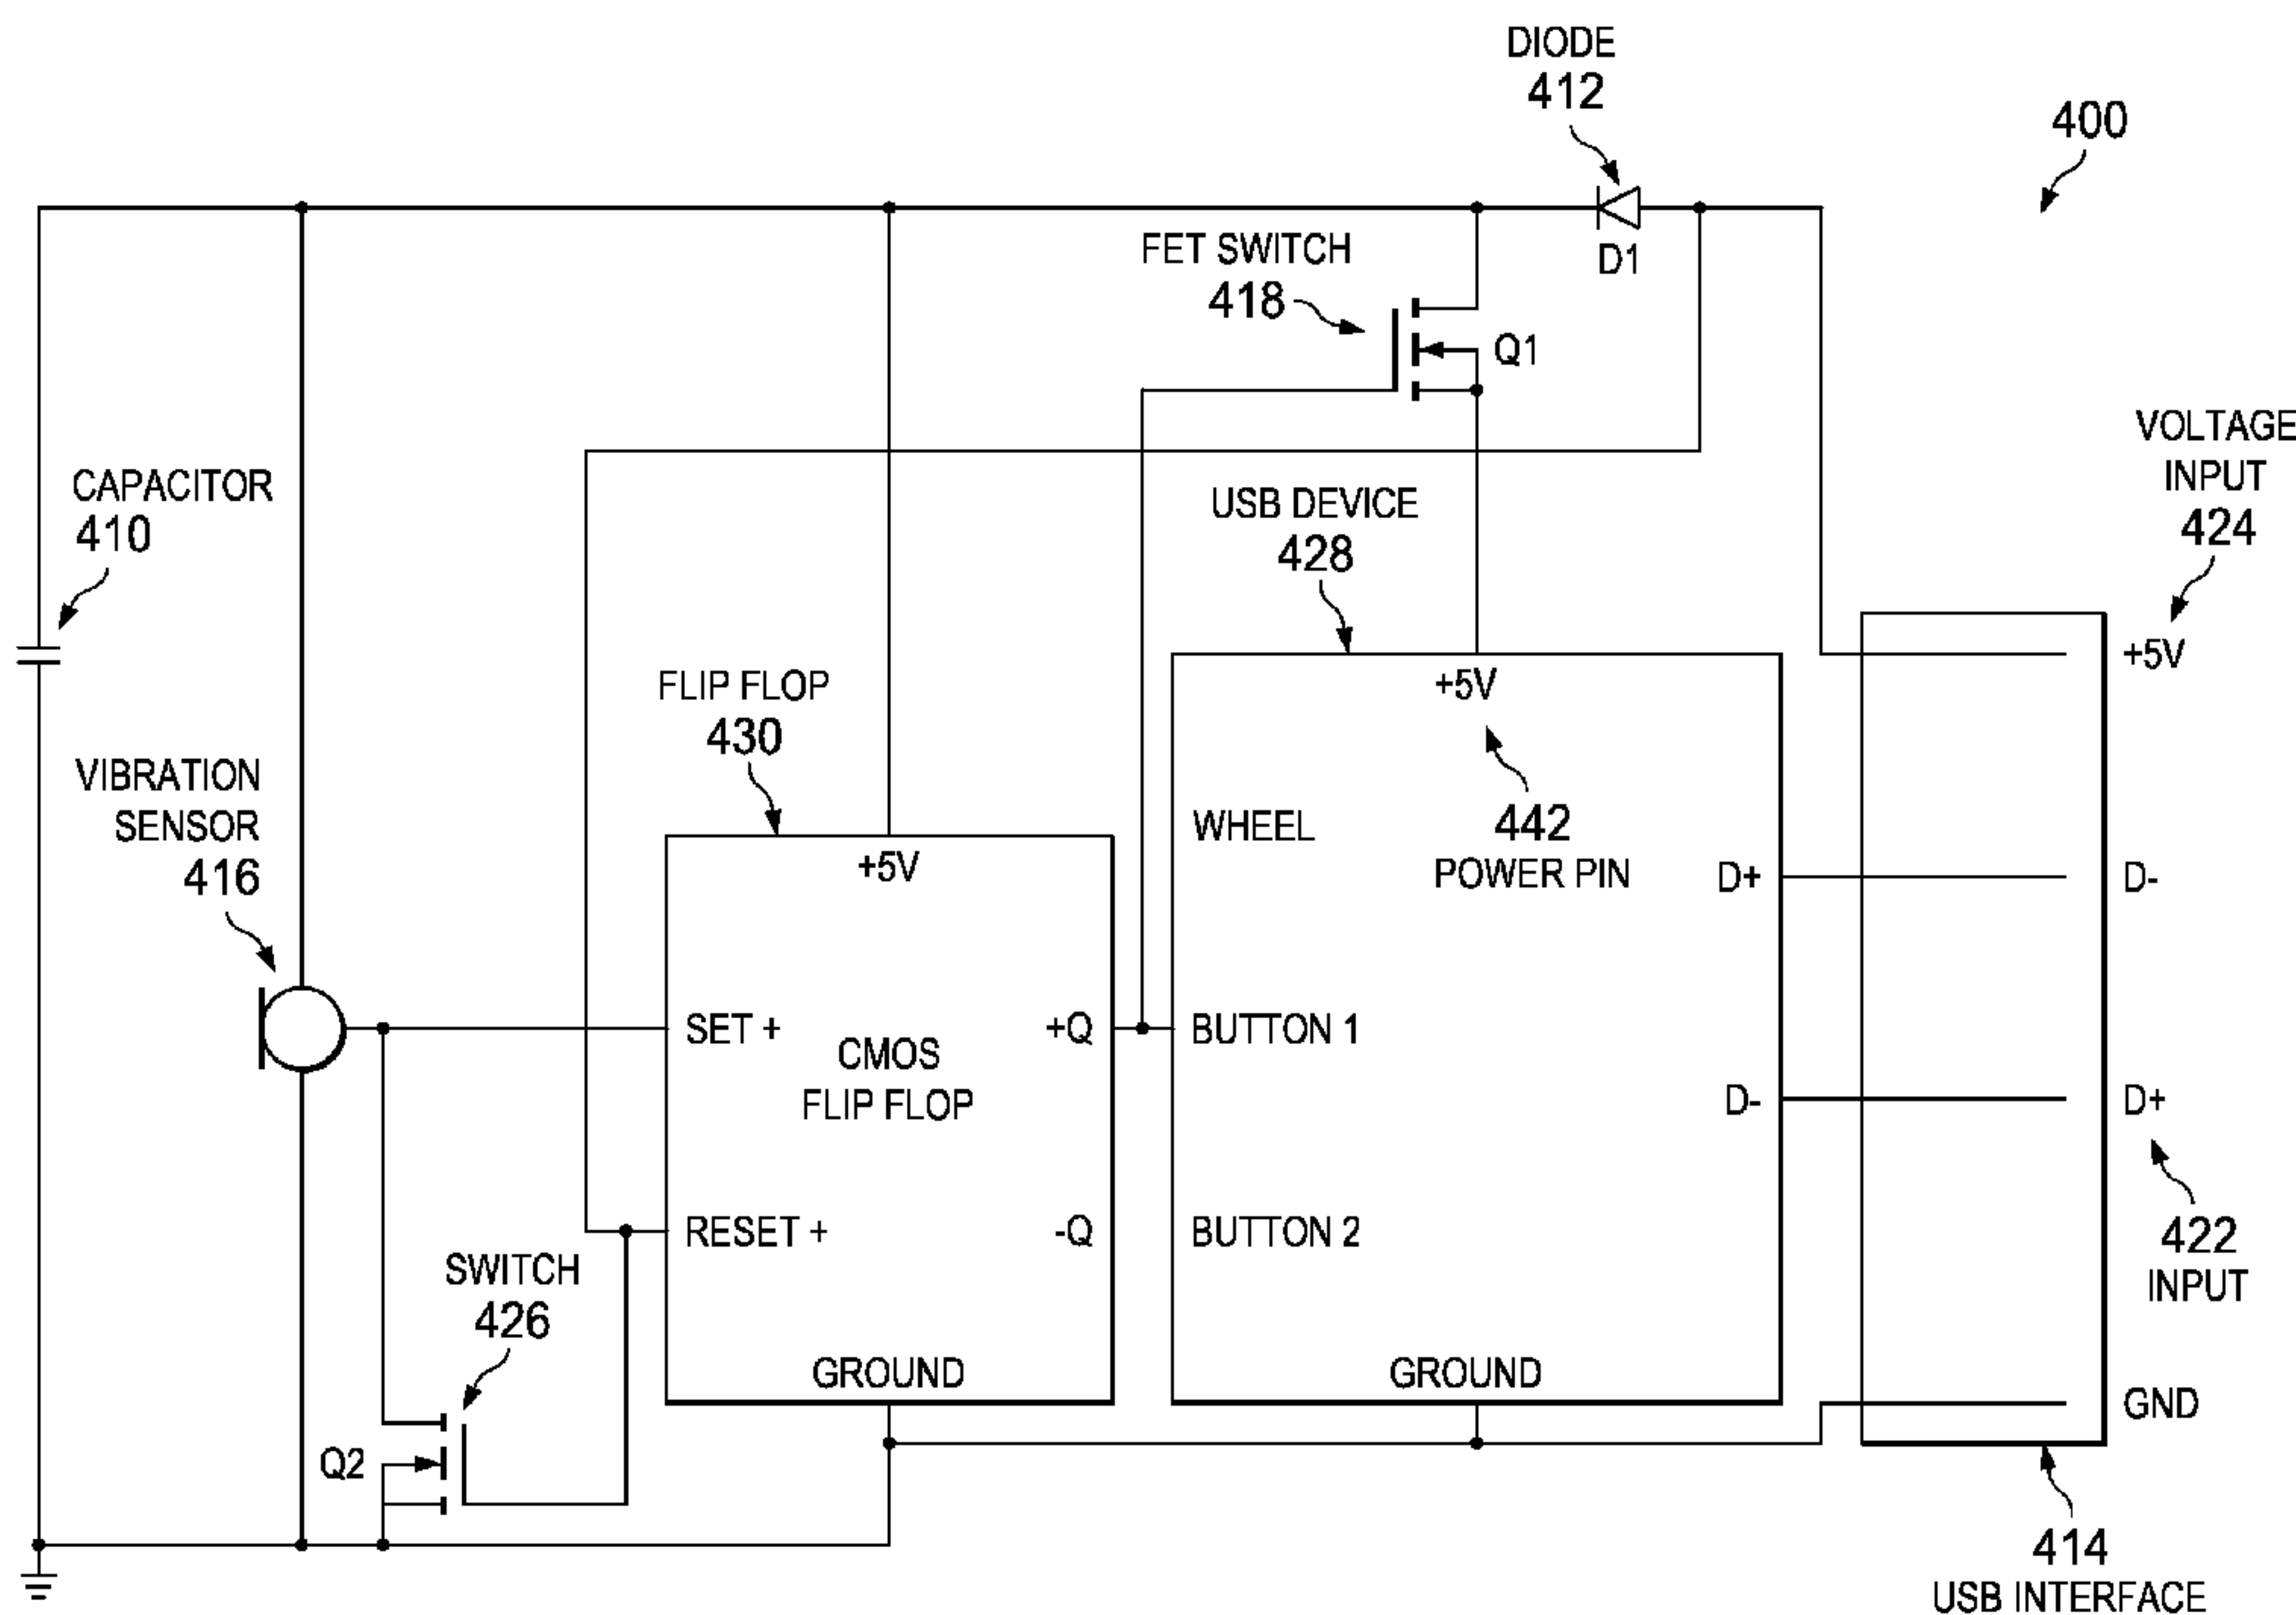 DIODE
412
400
FET SWITCH
418
D1
Q1
VOLTAGE
INPUT
424
CAPACITOR
410
USB DEVICE
428
+5V
FLIP FLOP
430
+5V
442
POWER PIN
VIBRATION
SENSOR
416
+5V
WHEEL
D+
D-
SET +
+Q
BUTTON 1
CMOS
FLIP FLOP
D-
D+
RESET +
-Q
BUTTON 2
422
INPUT
SWITCH
426
GROUND
GROUND
GND
Q2
414
USB INTERFACE